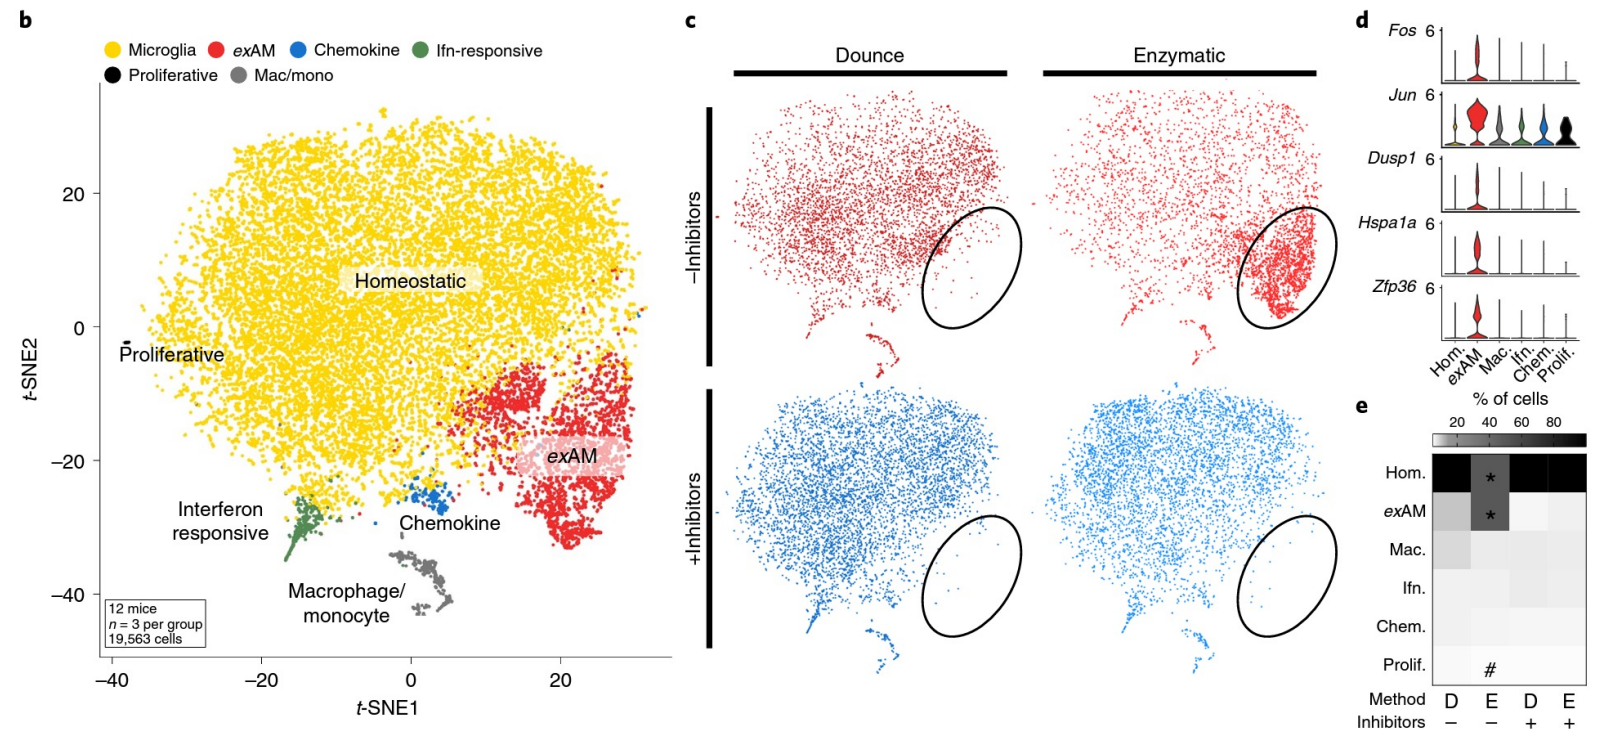 b
Microglia exAM Chemokine Ifn-responsive
Proliferative Mac/mono
t-SNE2
20
0
−20
−40
Homeostatic
Proliferative
exAM
Interferon
responsive
Chemokine
Macrophage/
monocyte
12 mice
n = 3 per group
19,563 cells
−40 −20 0 20
t-SNE1
c
Dounce Enzymatic
−Inhibitors
+Inhibitors
d
Fos 6
Jun 6
Dusp1 6
Hspa1a 6
Zfp36 6
Hom. exAM Mac. Ifn. Chem. Prolif.
e
% of cells
20 40 60 80
Hom. *
exAM *
Mac.
Ifn.
Chem.
Prolif. #
Method D E D E
Inhibitors − − + +